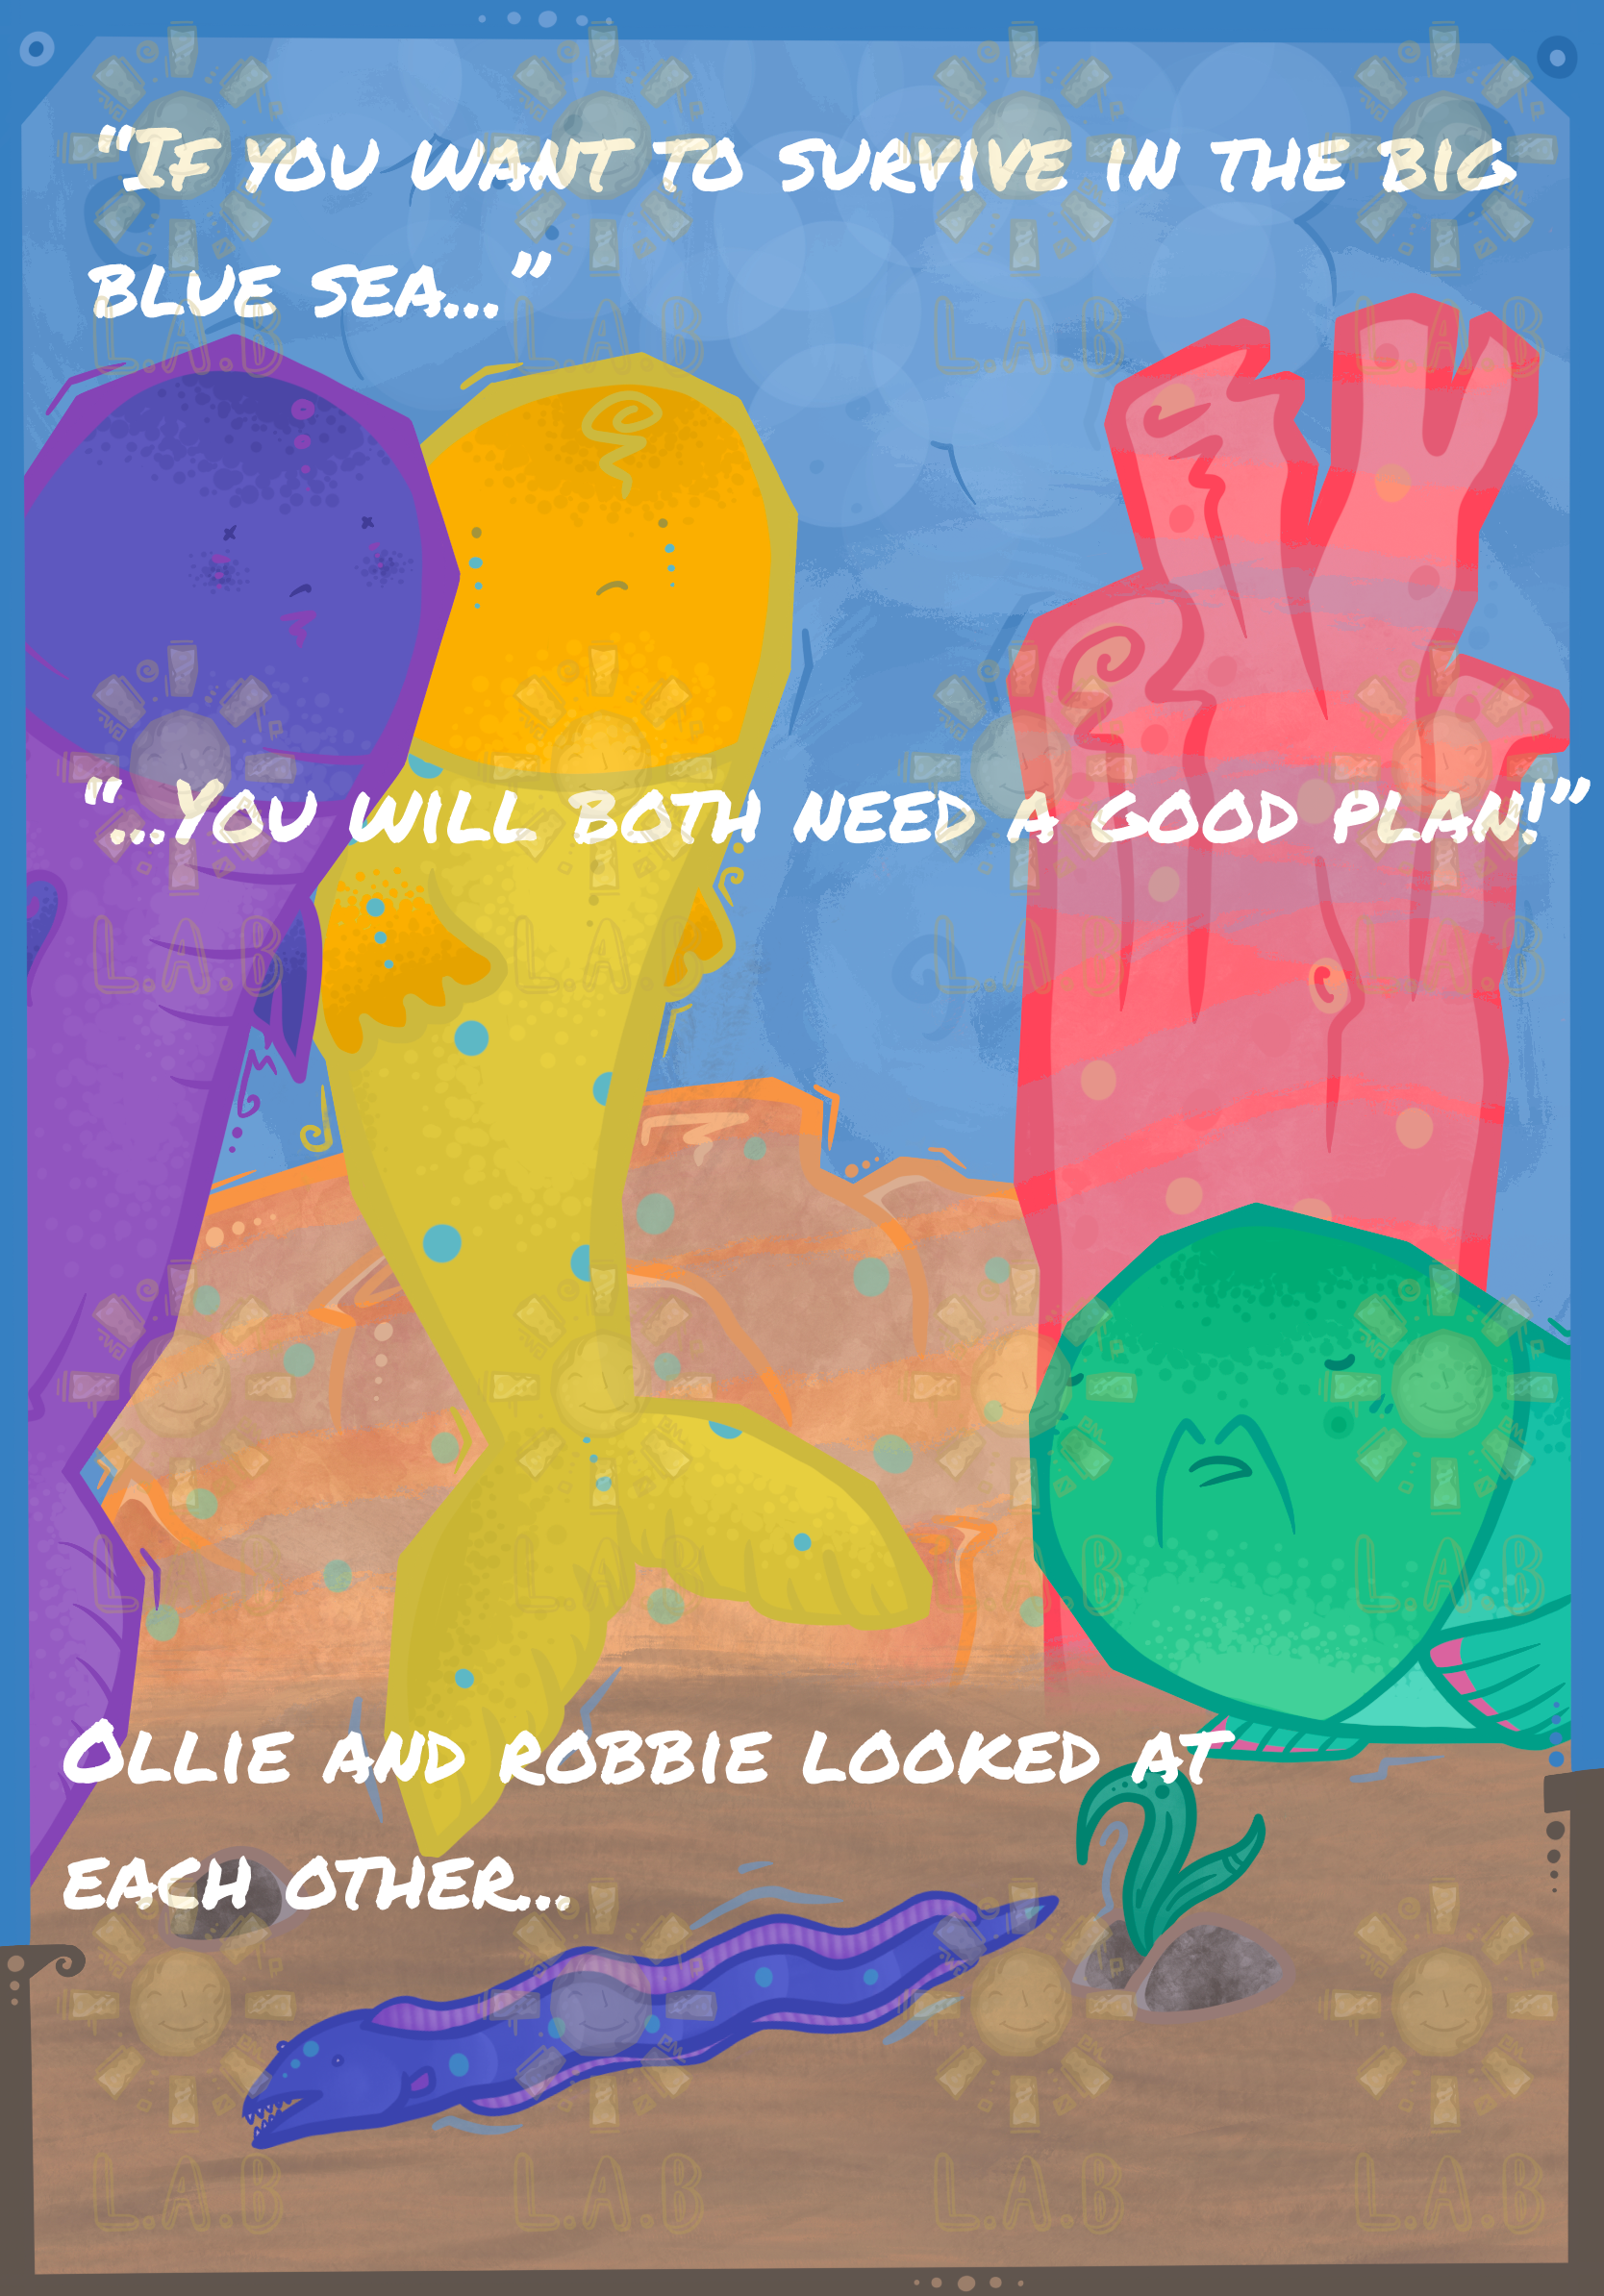 “If you want to survive in the big
blue sea...”
“...You will both need a good plan!”
Ollie and robbie looked at
each other...
L.A.B L.A.B L.A.B L.A.B
L.A.B L.A.B L.A.B L.A.B
L.A.B L.A.B L.A.B L.A.B
L.A.B L.A.B L.A.B L.A.B